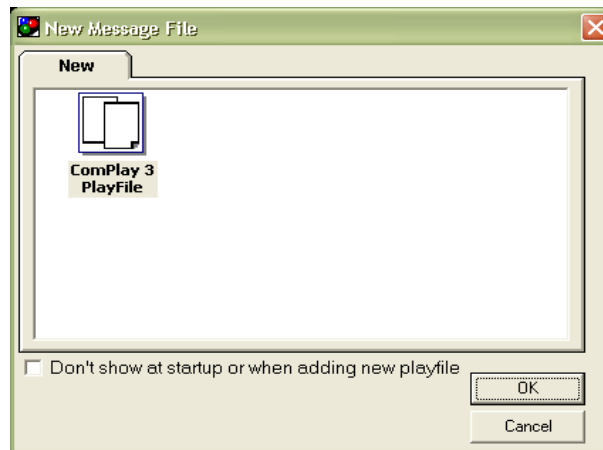 New Message File
New
ComPlay 3
PlayFile
Don't show at startup or when adding new playfile
OK
Cancel